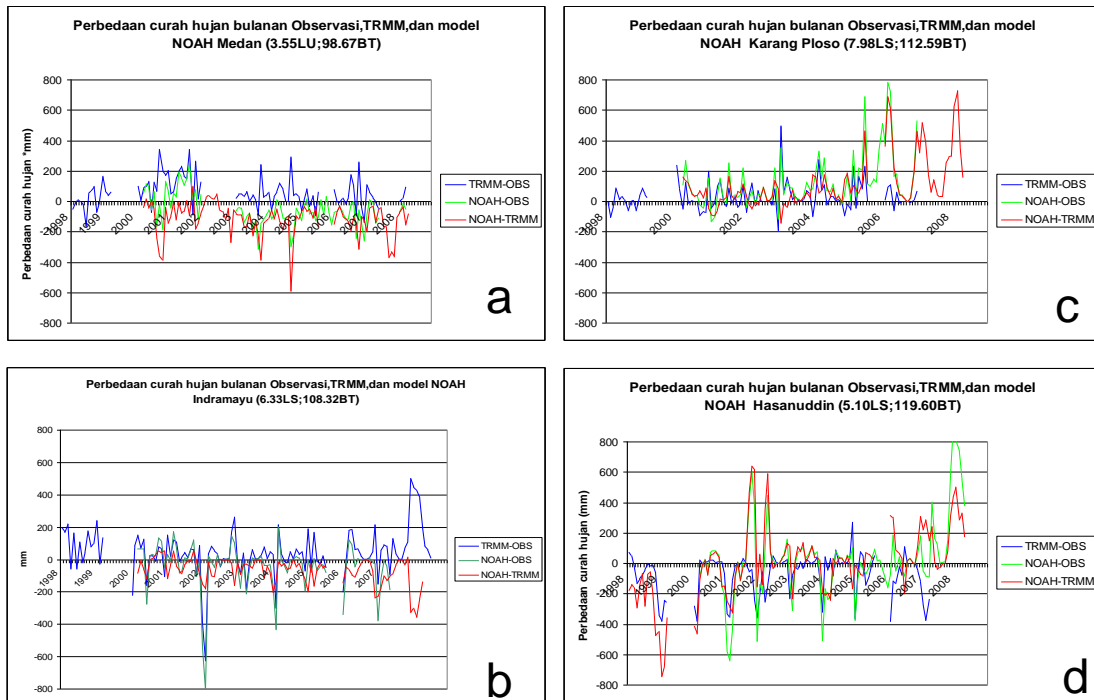 Perbedaan curah hujan bulanan Observasi,TRMM,dan model
NOAH Medan (3.55LU;98.67BT)
Perbedaan curah hujan *mm)
800
600
400
200
0
-200
-400
-600
-800
1998
1999
2000
2001
2002
2003
2004
2005
2006
2007
2008
TRMM-OBS
NOAH-OBS
NOAH-TRMM
a
Perbedaan curah hujan bulanan Observasi,TRMM,dan model
NOAH Karang Ploso (7.98LS;112.59BT)
800
600
400
200
0
-200
-400
-600
-800
1998
2000
2002
2004
2006
2008
TRMM-OBS
NOAH-OBS
NOAH-TRMM
c
Perbedaan curah hujan bulanan Observasi,TRMM,dan model NOAH
Indramayu (6.33LS;108.32BT)
mm
800
600
400
200
0
-200
-400
-600
-800
1998
1999
2000
2001
2002
2003
2004
2005
2006
2007
TRMM-OBS
NOAH-OBS
NOAH-TRMM
b
Perbedaan curah hujan bulanan Observasi,TRMM,dan model
NOAH Hasanuddin (5.10LS;119.60BT)
Perbedaan curah hujan (mm)
800
600
400
200
0
-200
-400
-600
-800
1998
1999
2000
2001
2002
2003
2004
2005
2006
2007
2008
TRMM-OBS
NOAH-OBS
NOAH-TRMM
d